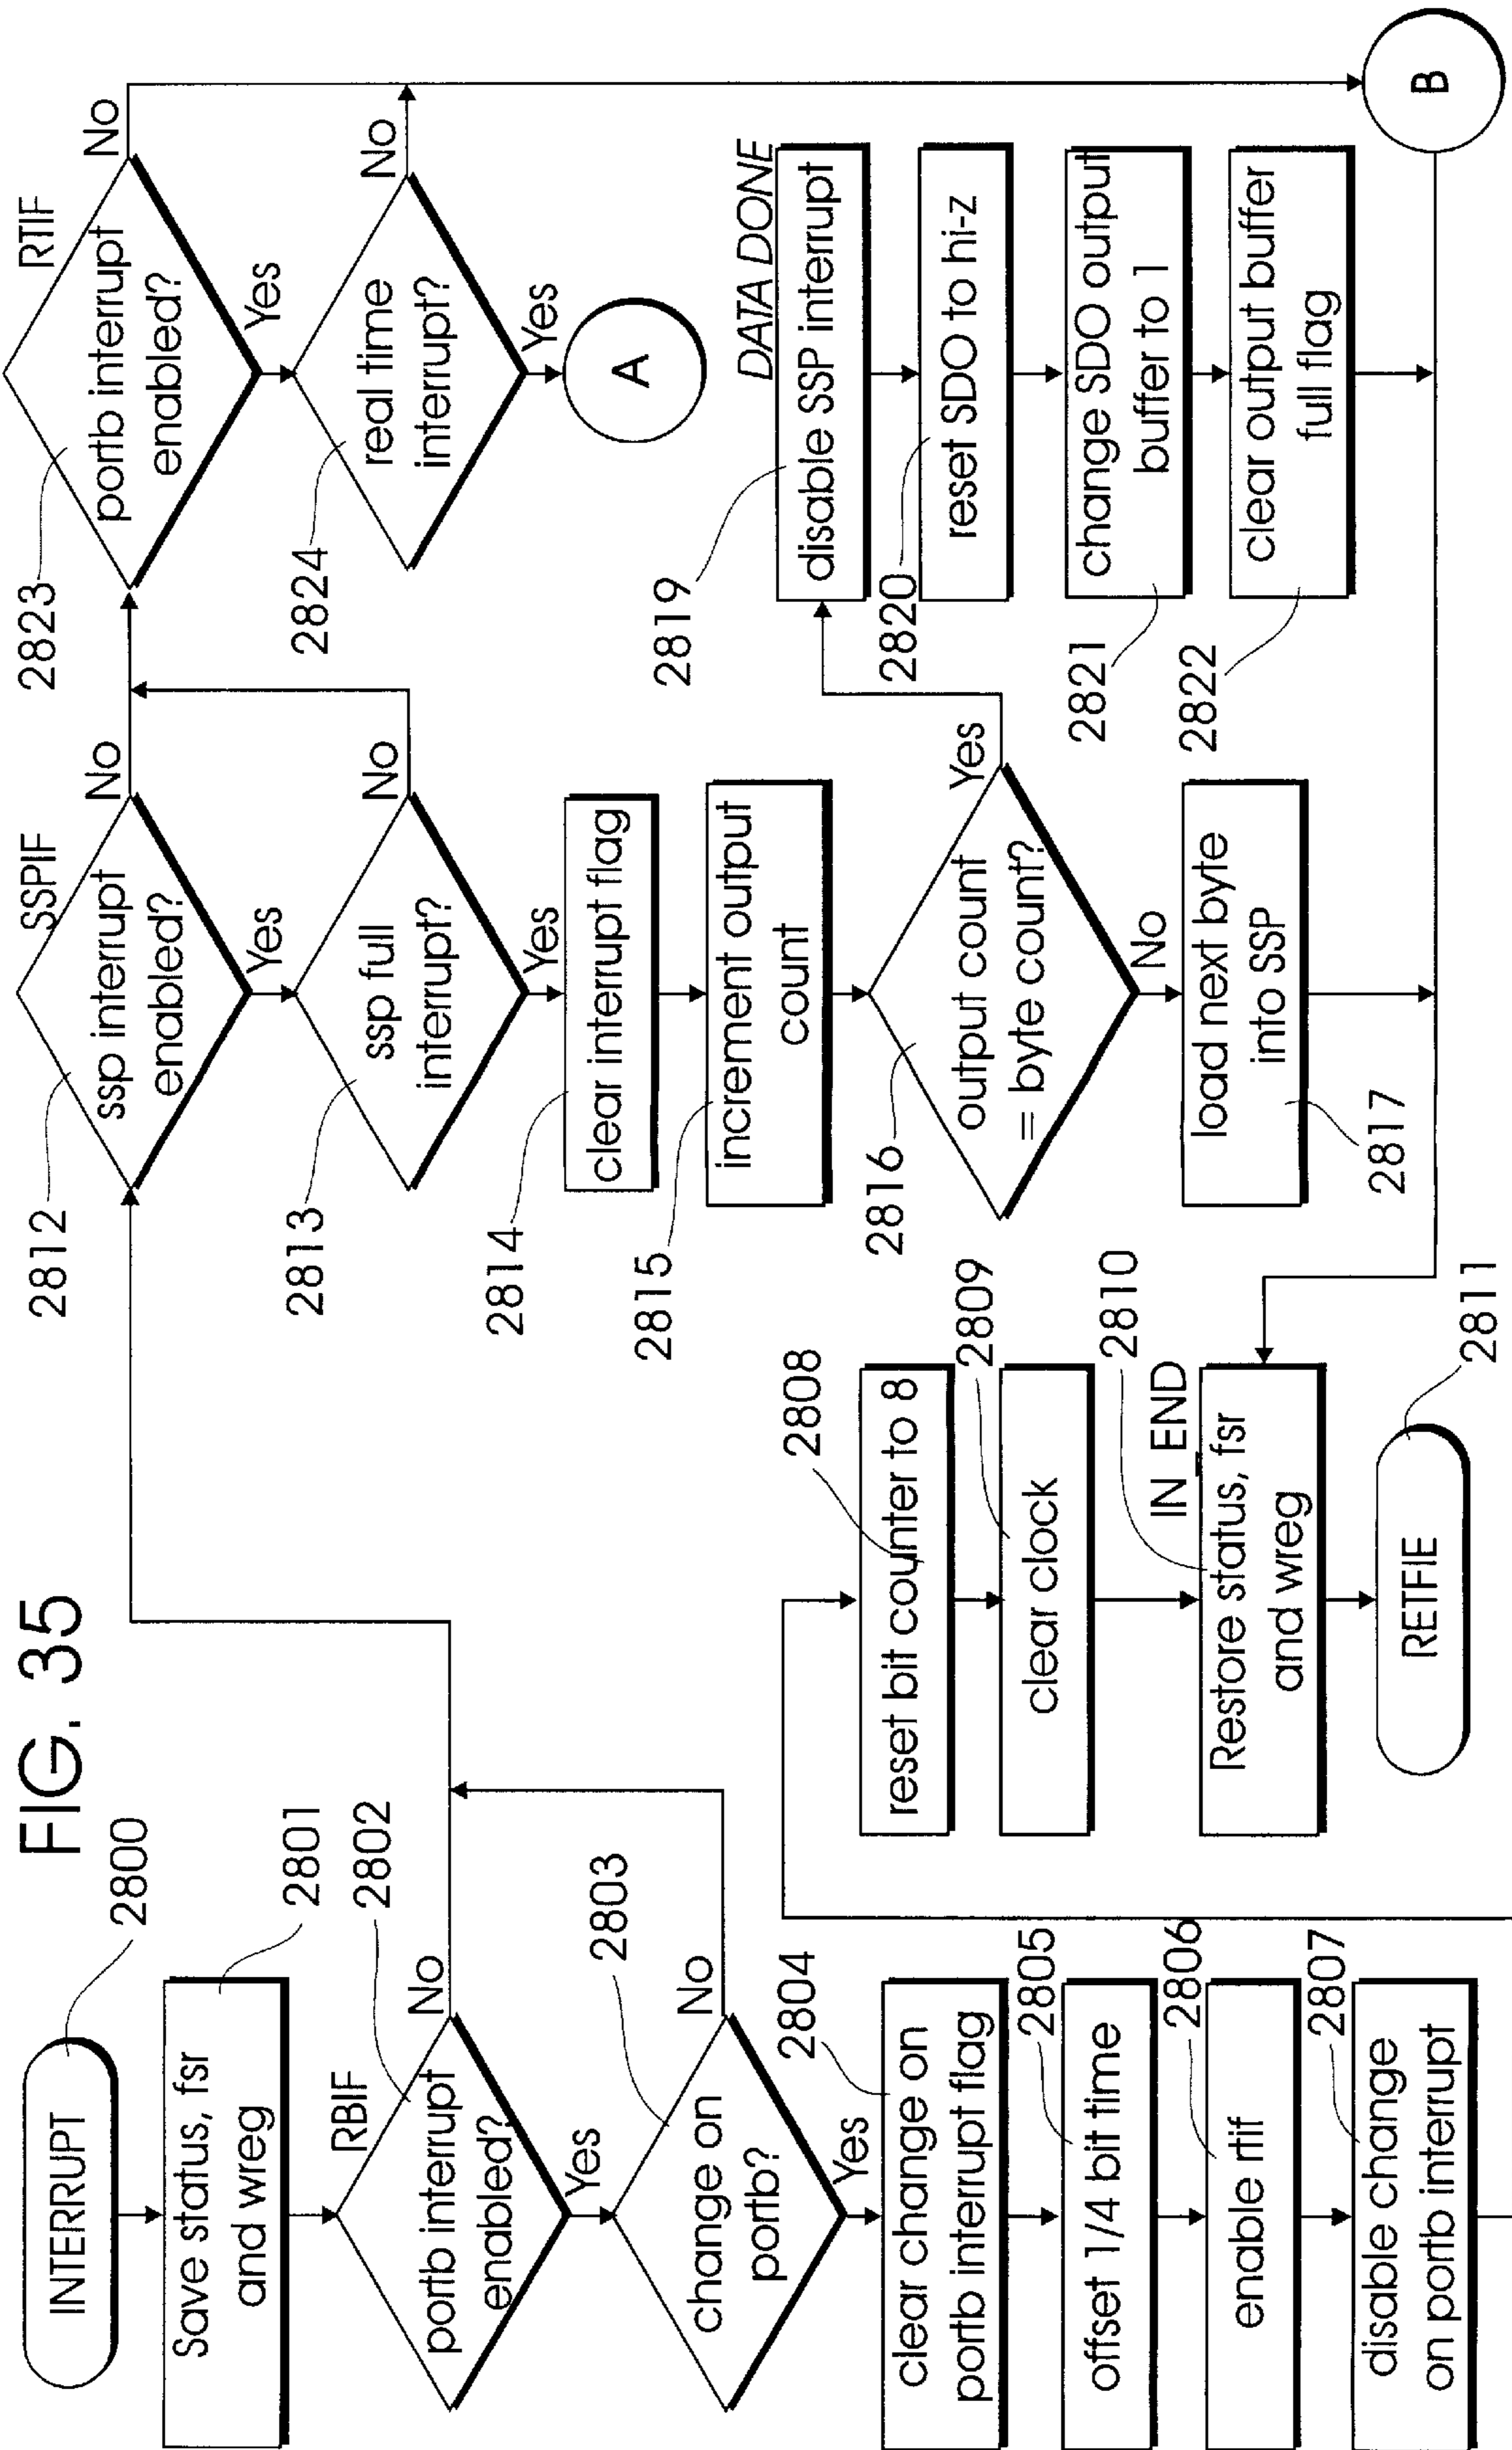 FIG. 35
INTERRUPT
2800
Save status, fsr
and wreg
2801
RBIF
portb interrupt
enabled?
2802
No
Yes
change on
portb?
2803
No
Yes
clear change on
portb interrupt flag
2804
offset 1/4 bit time
2805
enable rtif
2806
disable change
on portb interrupt
2807
reset bit counter to 8
2808
clear clock
2809
IN_END
Restore status, fsr
and wreg
2810
RETFIE
2811
SSPIF
ssp interrupt
enabled?
2812
No
Yes
ssp full
interrupt?
2813
No
Yes
clear interrupt flag
2814
increment output
count
2815
output count
= byte count?
2816
Yes
No
load next byte
into SSP
2817
RTIF
portb interrupt
enabled?
2823
No
Yes
real time
interrupt?
2824
No
Yes
A
DATA DONE
disable SSP interrupt
2819
reset SDO to hi-z
2820
change SDO output
buffer to 1
2821
clear output buffer
full flag
2822
B